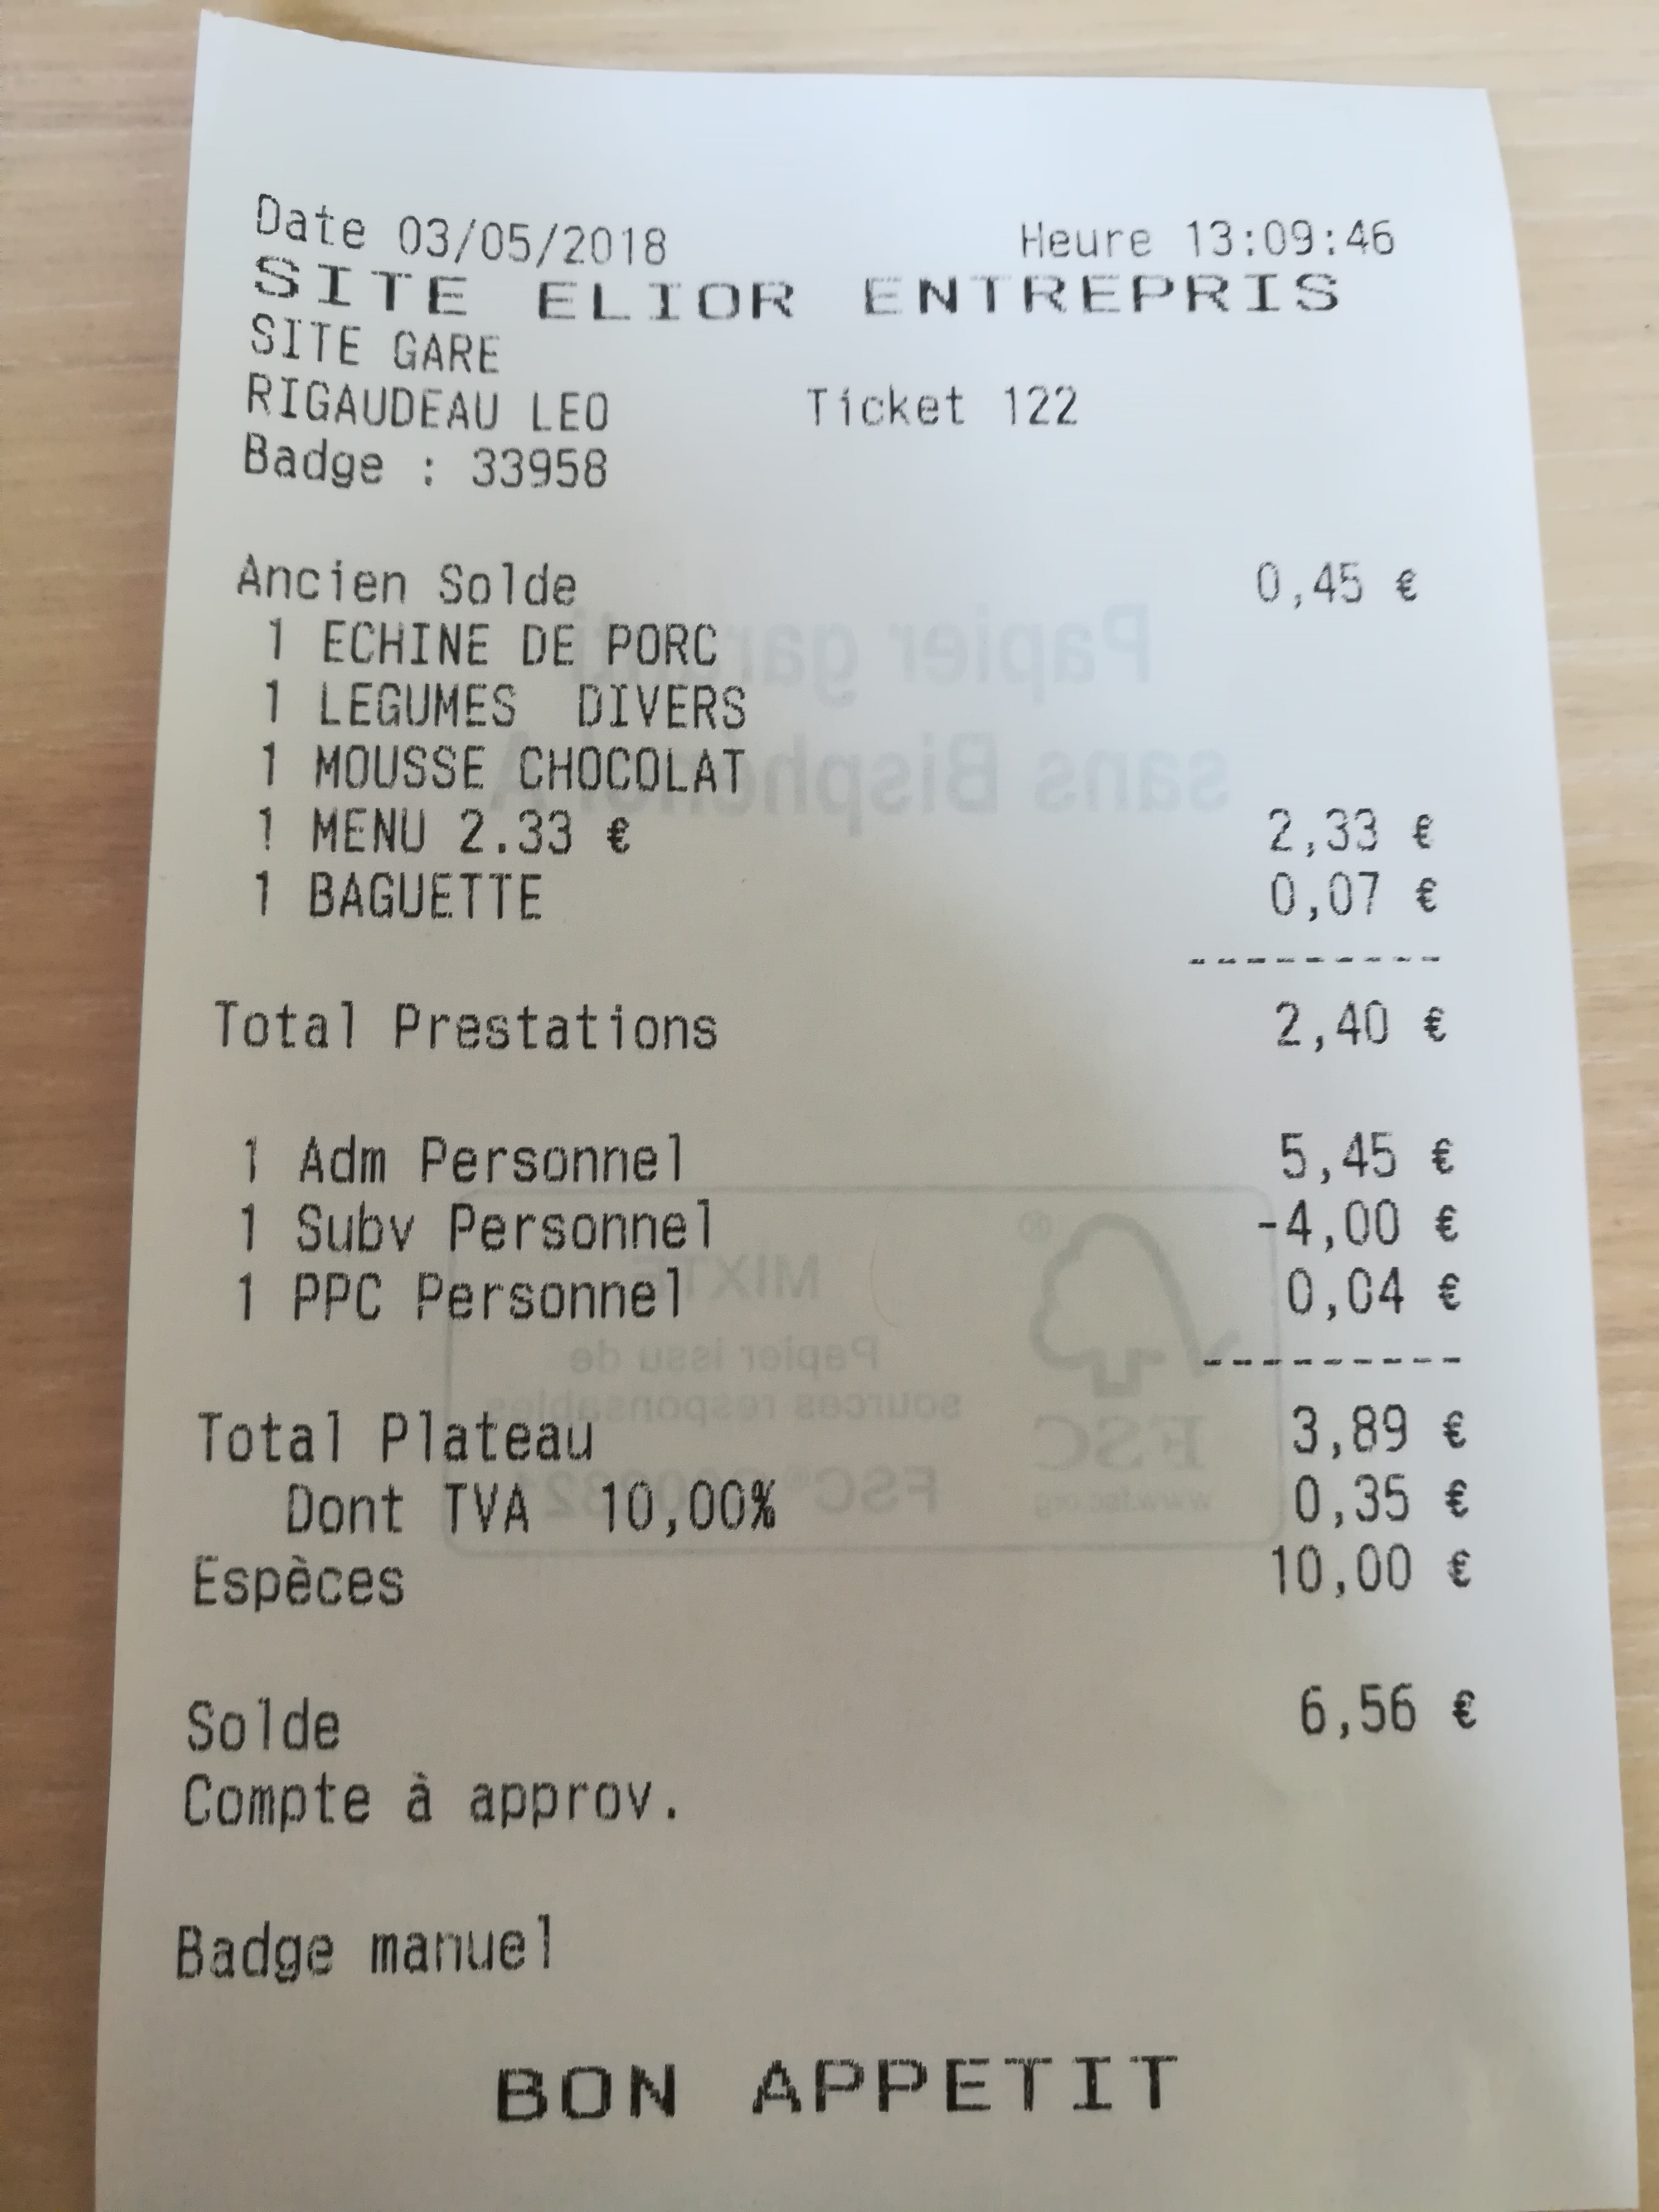 Date 03/05/2018 Heure 13:09:46
SITE ELIOR ENTREPRIS
SITE GARE
RIGAUDEAU LEO Ticket 122
Badge : 33958
Ancien Solde 0,45 €
1 ECHINE DE PORC
1 LEGUMES DIVERS
1 MOUSSE CHOCOLAT
1 MENU 2.33 € 2,33 €
1 BAGUETTE 0,07 €
---------
Total Prestations 2,40 €
1 Adm Personnel 5,45 €
1 Subv Personnel -4,00 €
1 PPC Personnel 0,04 €
---------
Total Plateau 3,89 €
Dont TVA 10,00% 0,35 €
Espèces 10,00 €
Solde 6,56 €
Compte à approv.
Badge manuel
BON APPETIT
Papier
sans Bisphénol A
MIXTE
Papier issu de
sources responsables
FSC®
FSC
www.fsc.org